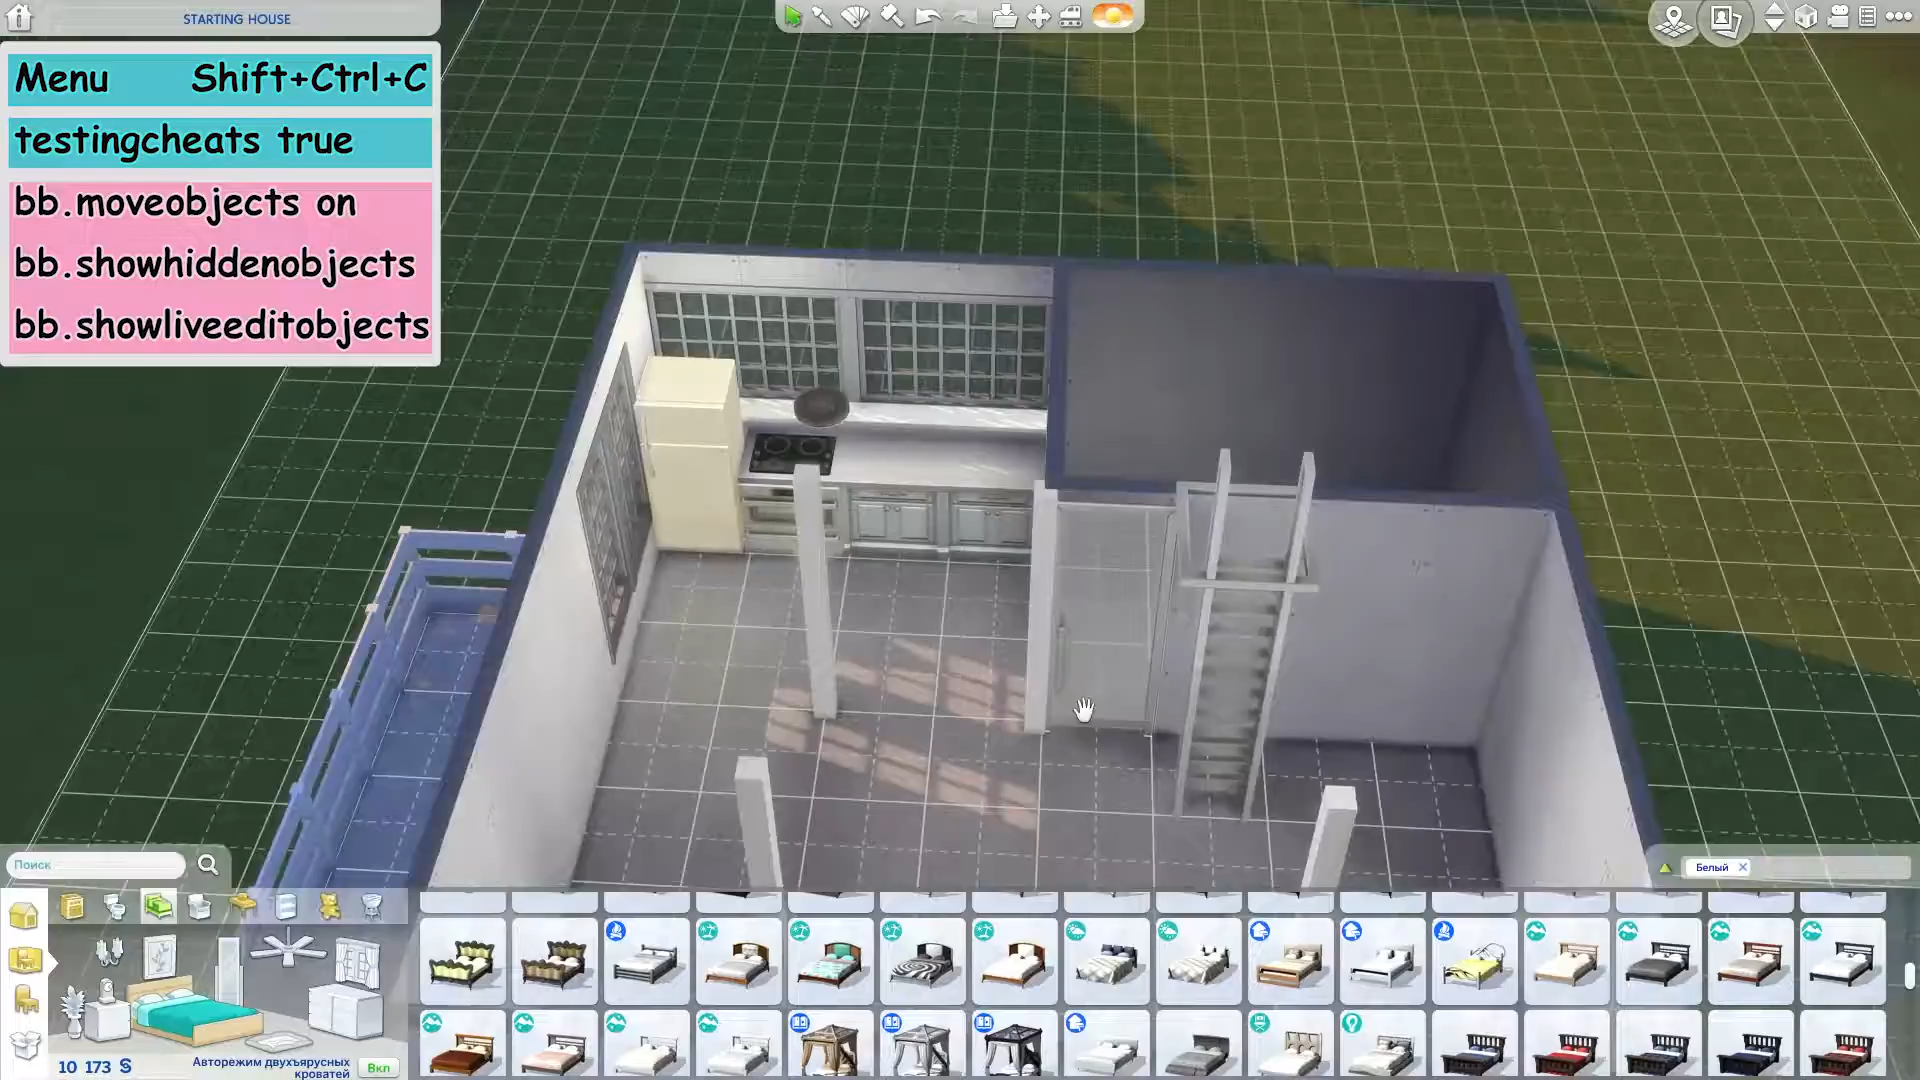 STARTING HOUSE
Menu Shift+Ctrl+C
testingcheats true
bb.moveobjects on
bb.showhiddenobjects
bb.showliveeditobjects
Поиск
Белый
10 173 S
Авторежим двухъярусных
кроватей
Вкл